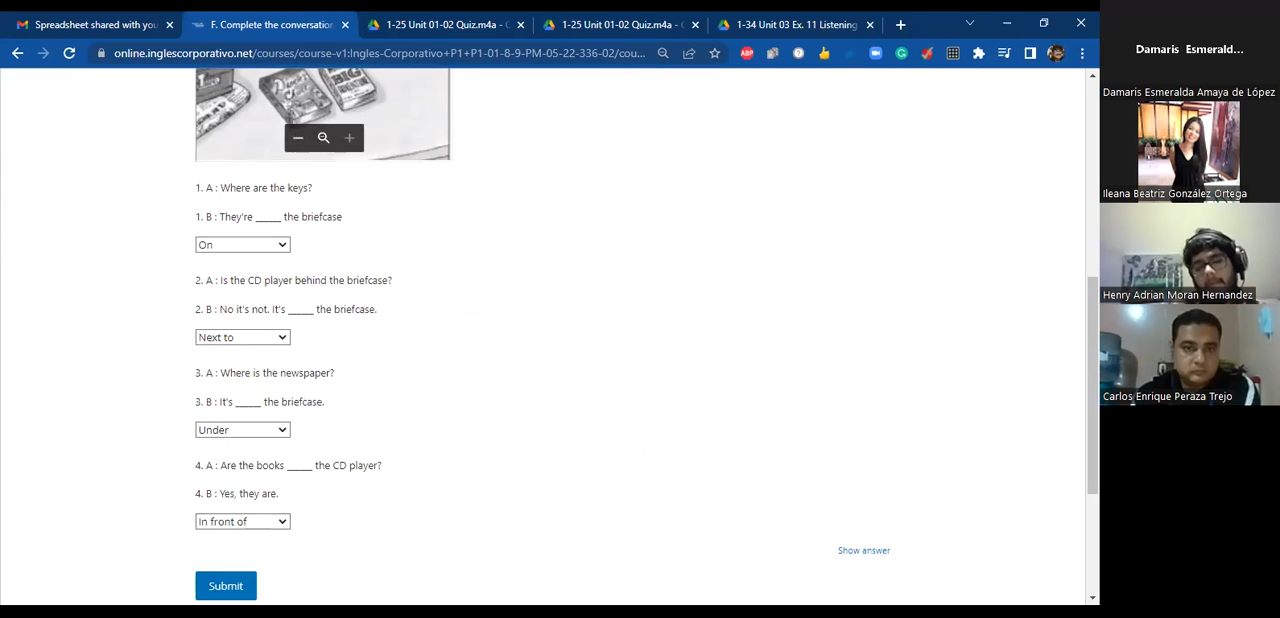 Spreadsheet shared with you
F. Complete the conversation
1-25 Unit 01-02 Quiz.m4a - G
1-25 Unit 01-02 Quiz.m4a - G
1-34 Unit 03 Ex. 11 Listening
online.inglescorporativo.net/courses/course-v1:Ingles-Corporativo+P1+P1-01-8-9-PM-05-22-336-02/cou...
ABP
BIG
1. A : Where are the keys?
1. B : They're _____ the briefcase
On
2. A : Is the CD player behind the briefcase?
2. B : No it's not. It's _____ the briefcase.
Next to
3. A : Where is the newspaper?
3. B : It's _____ the briefcase.
Under
4. A : Are the books _____ the CD player?
4. B : Yes, they are.
In front of
Show answer
Submit
Damaris Esmerald...
Damaris Esmeralda Amaya de López
Ileana Beatriz González Ortega
Henry Adrian Moran Hernandez
Carlos Enrique Peraza Trejo